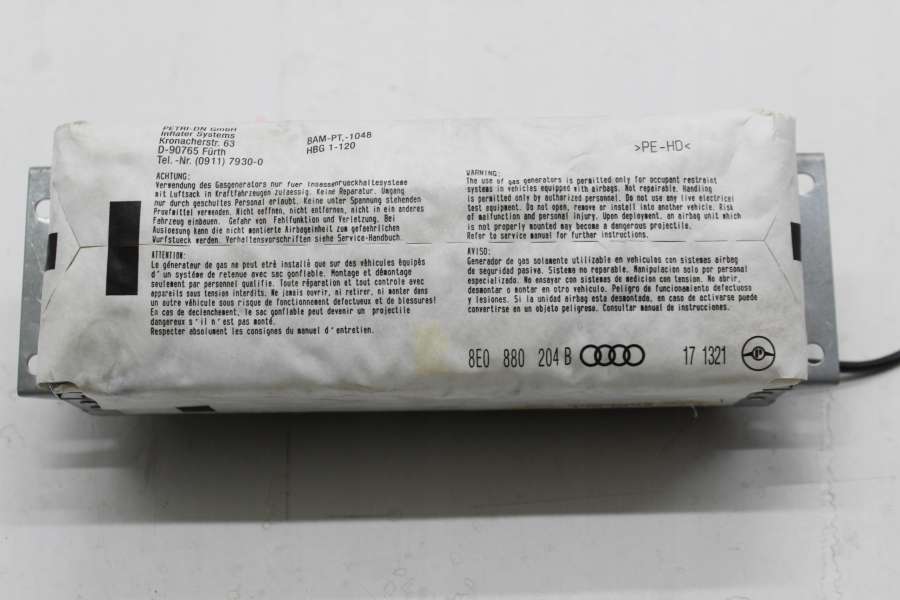 PETRI-DN GmbH
Inflater Systems
Kronacherstr. 63
D-90765 Fürth
Tel. -Nr. (0911) 7930-0
BAM-PT.-1048
HBG 1-120
>PE-HD<
ACHTUNG:
Verwendung des Gasgenerators nur fuer Insassenrueckhaltesysteme
mit Luftsack in Kraftfahrzeugen zulaessig. Keine Reparatur. Umgang
nur durch geschultes Personal erlaubt. Keine unter Spannung stehenden
Pruefmittel verwenden. Nicht oeffnen, nicht entfernen, nicht in ein anderes
Fahrzeug einbauen. Gefahr von Fehlfunktion und Verletzung. Bei
Ausloesung kann die nicht montierte Airbageinheit zum gefaehrlichen
Wurfstueck werden. Verhaltensvorschriften siehe Service-Handbuch.
WARNING:
The use of gas generators is permitted only for occupant restraint
systems in vehicles equipped with airbags. Not repairable. Handling
is permitted only by authorized personnel. Do not use any live electrical
test equipment. Do not open, remove or install into another vehicle. Risk
of malfunction and personal injury. Upon deployment, an airbag unit which
is not properly mounted may become a dangerous projectile.
Refer to service manual for further instructions.
ATTENTION:
Le générateur de gas ne peut etré installé que sur des véhicules équipés
d' un systéme de retenue avec sac gonflable. Montage et démontage
seulement par personnel qualifie. Toute réparation et tout controle avec
appareils sous tension interdits. Ne jamais ouvrir, ni retirer, ni monter dans
un autre véhicule sous risque de fonctionnement défectueux et de blessures!
En cas de declenchement, le sac gonflable peut devenir un projectile
dangereux s'il n'est pas monté.
Respecter absolument les consignes du manuel d'entretien.
AVISO:
Generador de gas solamente utilizable en vehiculos con sistemas airbag
de seguridad pasiva. Sistema no reparable. Manipulacion solo por personal
especializado. No ensayar con sistemas de medicion con tension. No abrir,
desmontar o montar en otro vehiculo. Peligro de funcionamiento defectuoso
y lesiones. Si la unidad airbag esta desmontada, en caso de activarse puede
convertirse en un objeto peligroso. Consultar manual de instrucciones.
8E0 880 204 B
17 1321
P